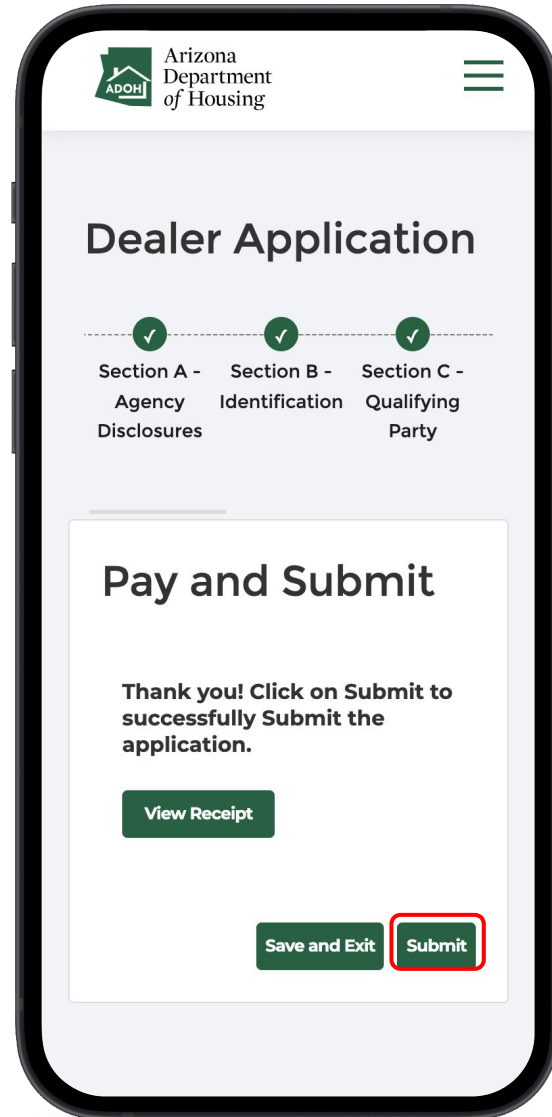 Arizona
Department
of Housing
ADOH
Dealer Application
Section A -
Agency
Disclosures
Section B -
Identification
Section C -
Qualifying
Party
Pay and Submit
Thank you! Click on Submit to
successfully Submit the
application.
View Receipt
Save and Exit
Submit